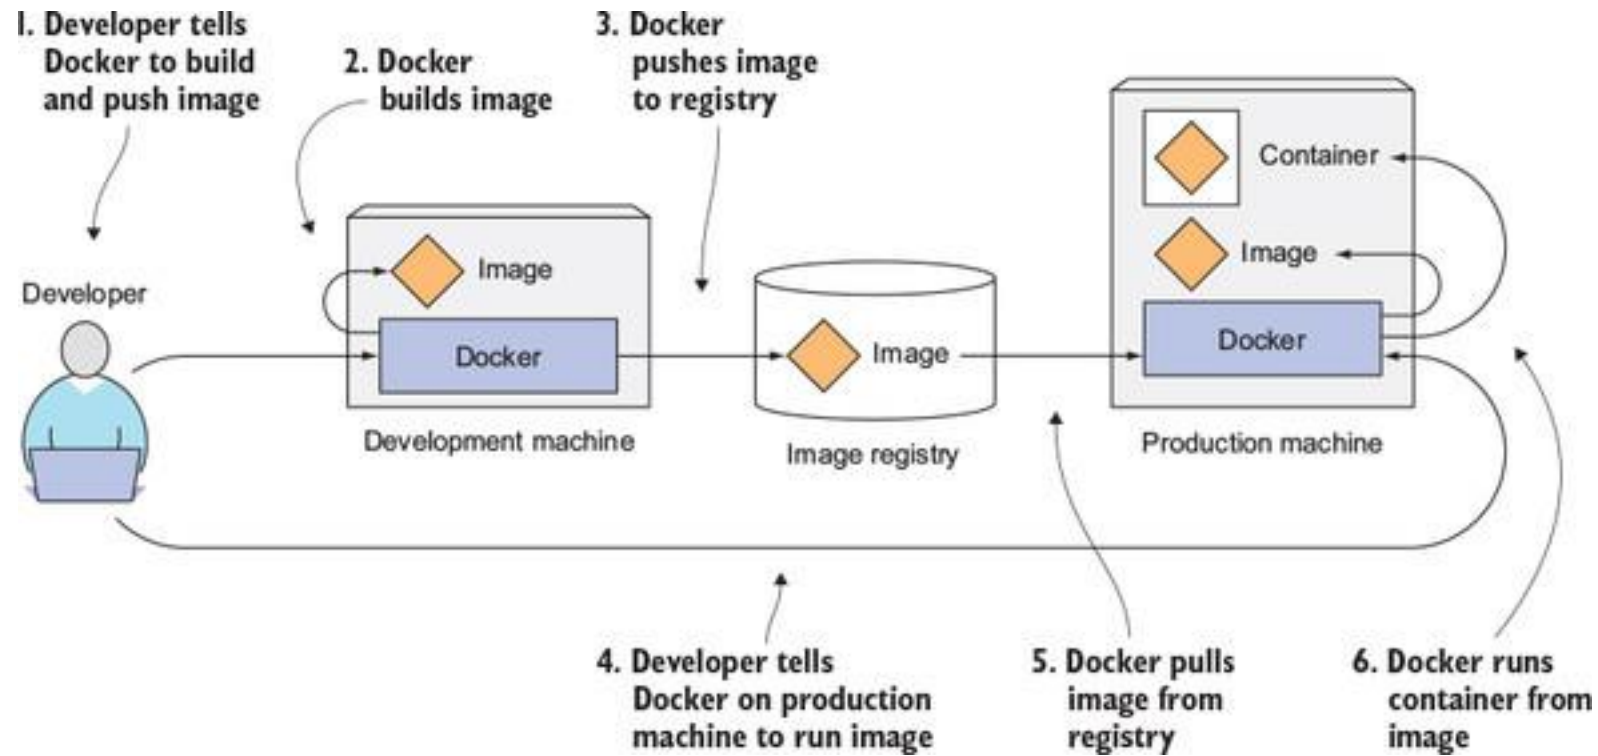 1. Developer tells
Docker to build
and push image
2. Docker
builds image
3. Docker
pushes image
to registry
Developer
Image
Docker
Development machine
Image
Image registry
Container
Image
Docker
Production machine
4. Developer tells
Docker on production
machine to run image
5. Docker pulls
image from
registry
6. Docker runs
container from
image